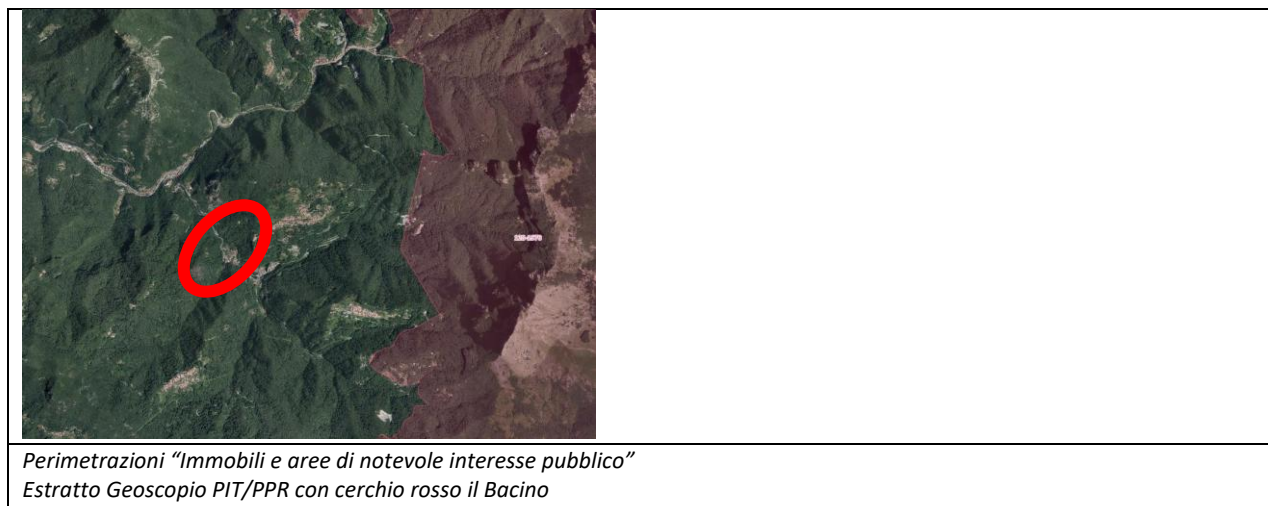 Perimetrazioni “Immobili e aree di notevole interesse pubblico”
Estratto Geoscopio PIT/PPR con cerchio rosso il Bacino